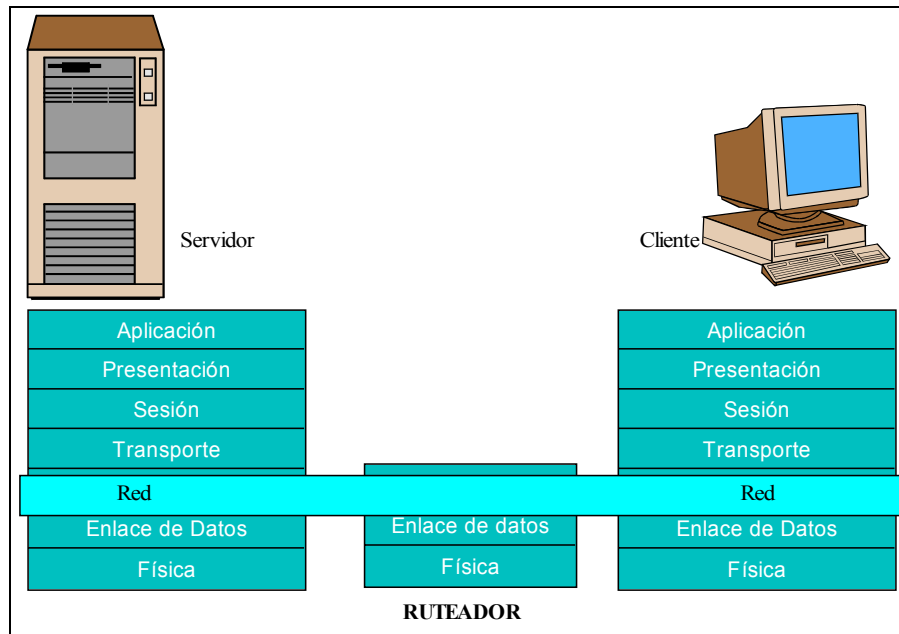 Servidor
Cliente
Aplicación
Presentación
Sesión
Transporte
Red
Enlace de Datos
Física
Enlace de datos
Física
RUTEADOR
Aplicación
Presentación
Sesión
Transporte
Red
Enlace de Datos
Física